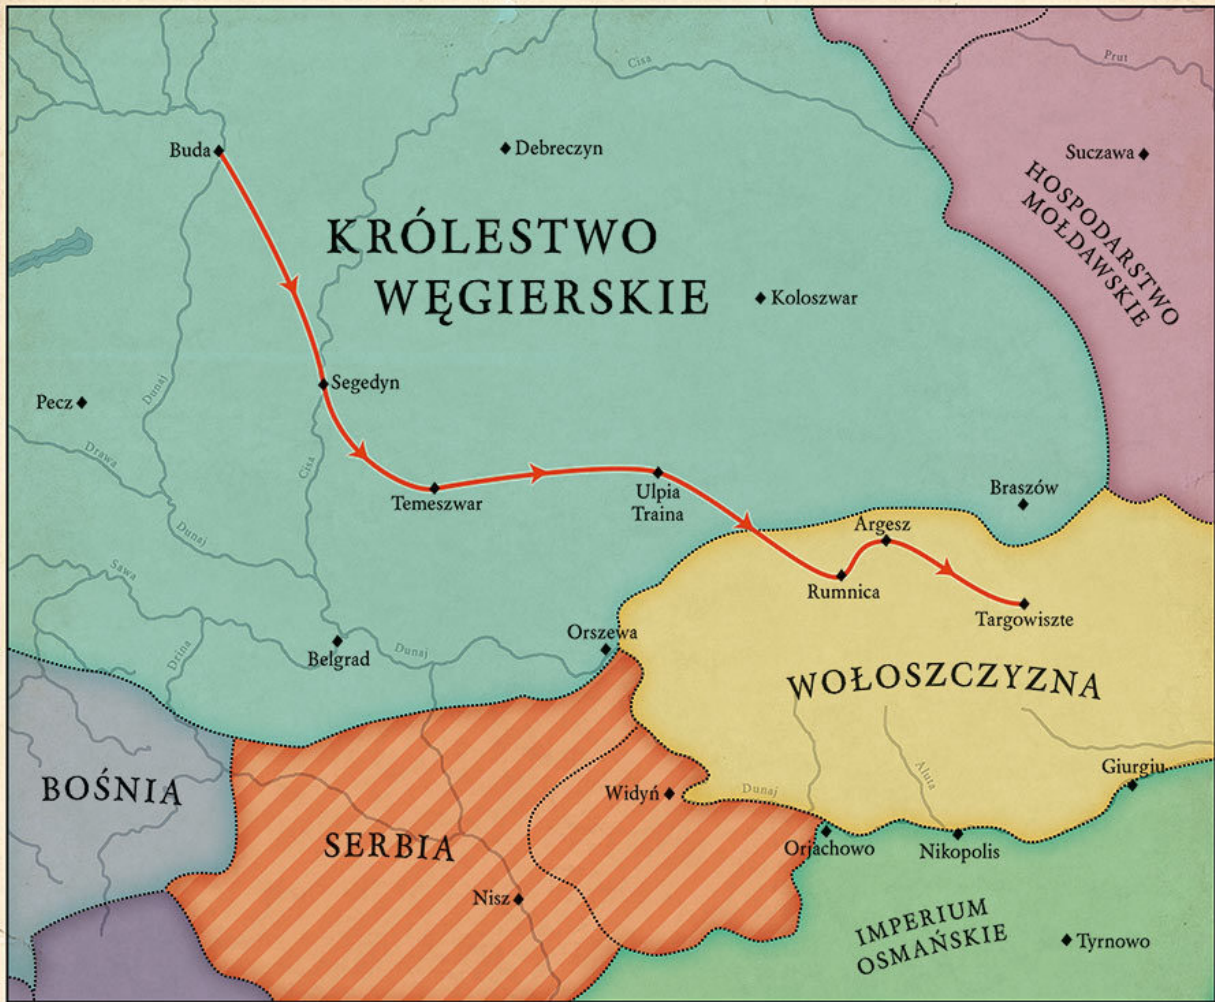 Cisa
Prut
Buda
Debreczyn
Suczawa
HOSPODARSTWO
MOŁDAWSKIE
KRÓLESTWO
WĘGIERSKIE
Koloszwar
Dunaj
Segedyn
Pecz
Drawa
Cisa
Temeszwar
Ulpia
Traina
Braszów
Argesz
Dunaj
Sawa
Rumnica
Targowiszte
Orszewa
Drina
Belgrad
Dunaj
WOŁOSZCZYZNA
BOŚNIA
Giurgiu
Aluta
Widyń
Dunaj
SERBIA
Orjachowo
Nikopolis
Nisz
IMPERIUM
OSMAŃSKIE
Tyrnowo